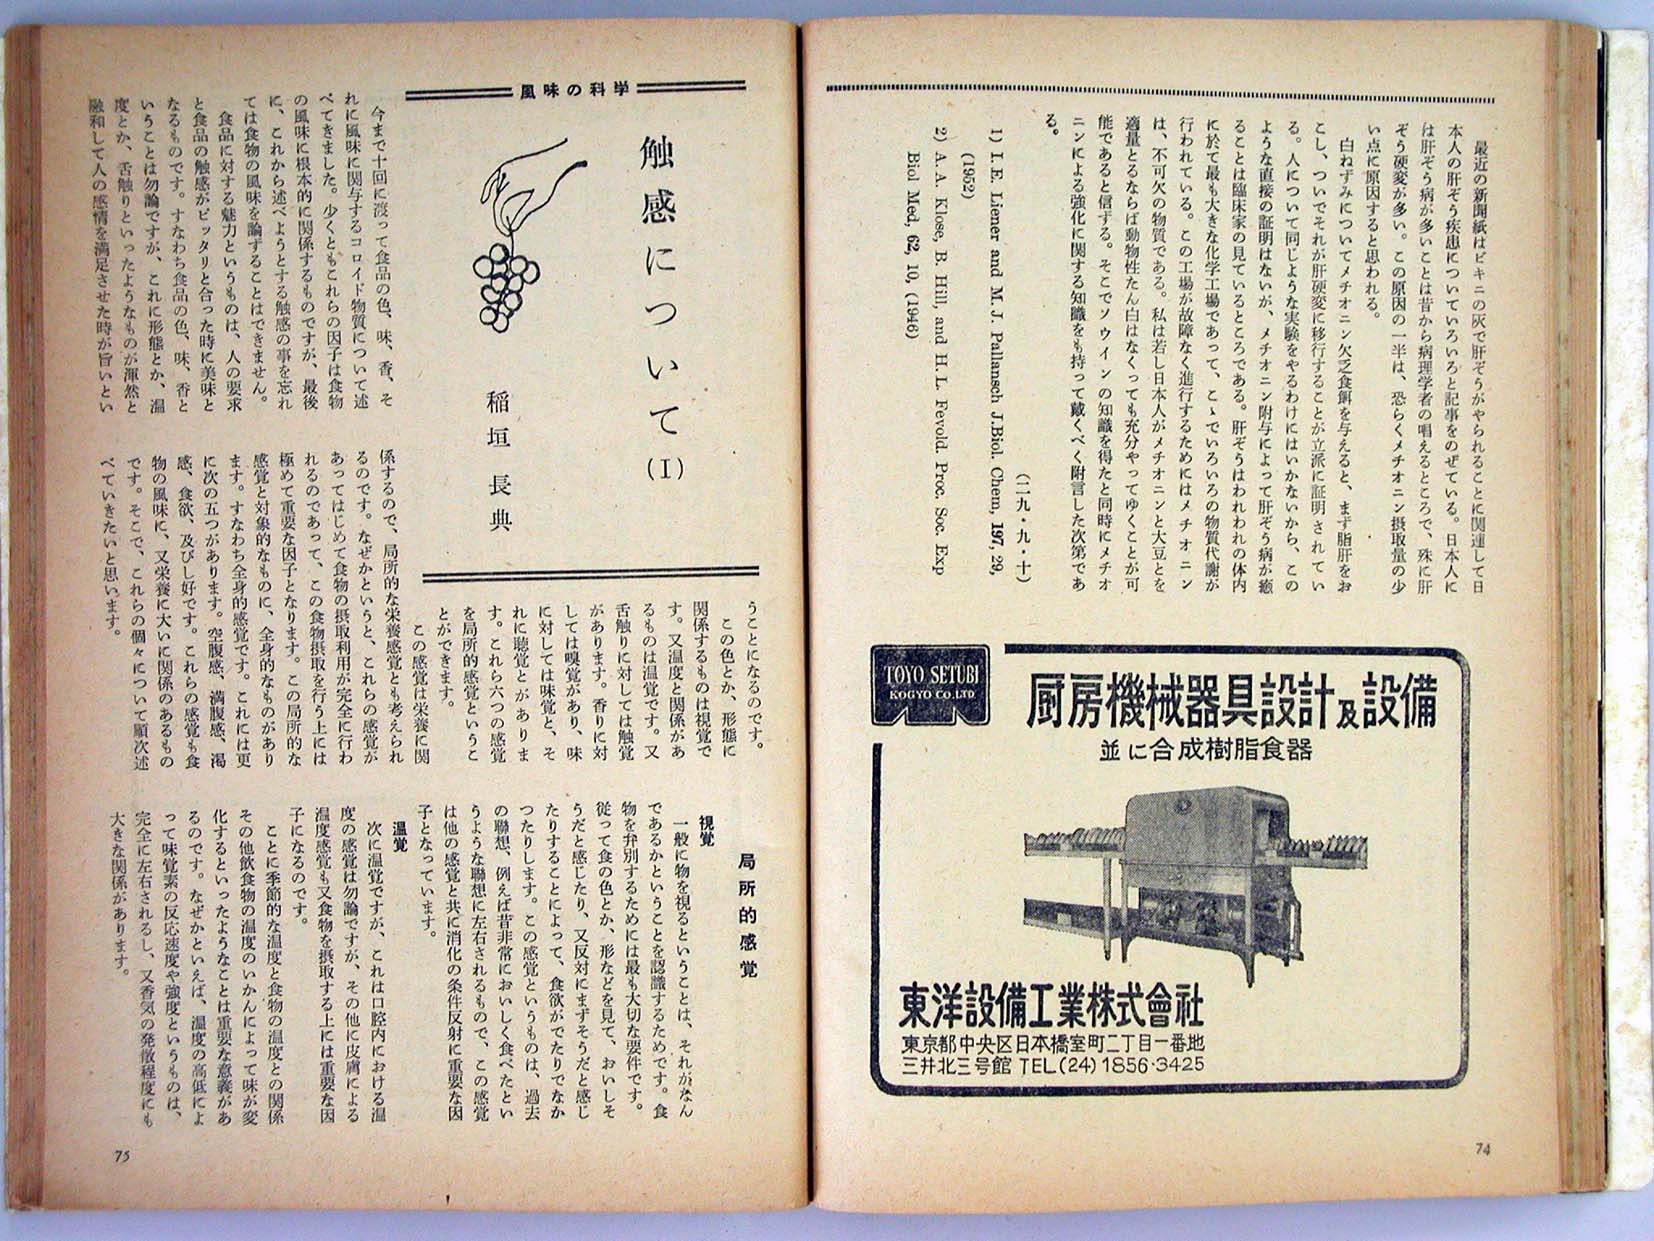 最近の新聞紙はビキニの灰で肝ぞうがやられることに関連して日
本人の肝ぞう疾患についていろいろと記事をのぜている。日本人に
は肝ぞう病が多いことは昔から病理学者の唱えるところで、殊に肝
ぞう硬変が多い。この原因の一半は、恐らくメチオニン摂取量の少
い点に原因すると思われる。
白ねずみについてメチオニン欠乏食餌を与えると、まず脂肝をお
こし、ついでそれが肝硬変に移行することが立派に証明されてい
る。人について同じような実験をやるわけにはいかないから、この
ような直接の証明はないが、メチオニン附与によって肝ぞう病が癒
ることは臨床家の見ているところである。肝ぞうはわれわれの体内
に於て最も大きな化学工場であって、こゝでいろいろの物質代謝が
行われている。この工場が故障なく進行するためにはメチオニン
は、不可欠の物質である。私は若し日本人がメチオニンと大豆とを
適量とるならば動物性たん白はなくっても充分やってゆくことが可
能であると信ずる。そこでソウインの知識を得たと同時にメチオ
ニンによる強化に関する知識をも持って戴くべく附言した次第であ
る。
(二九・九・十)
1) I. E. Liener and M. J. Pallansch J. Biol. Chem, 197, 29,
(1952)
2) A. A. Klose, B. Hill, and H. L. Fevold. Proc. Soc. Exp
Biol Med, 62, 10, (1946)
TOYO SETUBI
KOGYO CO. LTD
厨房機械器具設計及設備
並に合成樹脂食器
東洋設備工業株式會社
東京都中央区日本橋室町二丁目一番地
三井北三号館 TEL(24)1856・3425
74
風味の科学
触感について(I)
稲垣長典
今まで十回に渡って食品の色、味、香、そ
れに風味に関与するコロイド物質について述
べてきました。少くともこれらの因子は食物
の風味に根本的に関係するものですが、最後
に、これから述べようとする触感の事を忘れ
ては食物の風味を論ずることはできません。
食品に対する魅力というものは、人の要求
と食品の触感がピッタリと合った時に美味と
なるものです。すなわち食品の色、味、香と
いうことは勿論ですが、これに形態とか、温
度とか、舌触りといったようなものが渾然と
融和して人の感情を満足させた時が旨いとい
うことになるのです。
この色とか、形態に
関係するものは視覚で
す。又温度と関係があ
るものは温覚です。又
舌触りに対しては触覚
があります。香りに対
しては嗅覚があり、味
に対しては味覚と、そ
れに聴覚とがありま
す。これら六つの感覚
を局所的感覚というこ
とができます。
この感覚は栄養に関
係するので、局所的な栄養感覚とも考えられ
るのです。なぜかというと、これらの感覚が
あってはじめて食物の摂取利用が完全に行わ
れるのであって、この食物摂取を行う上には
極めて重要な因子となります。この局所的な
感覚と対象的なものに、全身的なものがあり
ます。すなわち全身的感覚です。これには更
に次の五つがあります。空腹感、満腹感、渇
感、食欲、及びし好です。これらの感覚も食
物の風味に、又栄養に大いに関係のあるもの
です。そこで、これらの個々について順次述
べていきたいと思います。
局所的感覚
視覚
一般に物を視るということは、それがなん
であるかということを認識するためです。食
物を弁別するためには最も大切な要件です。
従って食の色とか、形などを見て、おいしそ
うだと感じたり、又反対にまずそうだと感じ
たりすることによって、食欲がでたりでなか
つたりします。この感覚というものは、過去
の聯想、例えば昔非常においしく食べたとい
うような聯想に左右されるもので、この感覚
は他の感覚と共に消化の条件反射に重要な因
子となっています。
温覚
次に温覚ですが、これは口腔内における温
度の感覚は勿論ですが、その他に皮膚による
温度感覚も又食物を摂取する上には重要な因
子になるのです。
ことに季節的な温度と食物の温度との関係
その他飲食物の温度のいかんによって味が変
化するといったようなことは重要な意義があ
るのです。なぜかといえば、温度の高低によ
って味覚素の反応速度や強度というものは、
完全に左右されるし、又香気の発散程度にも
大きな関係があります。
75